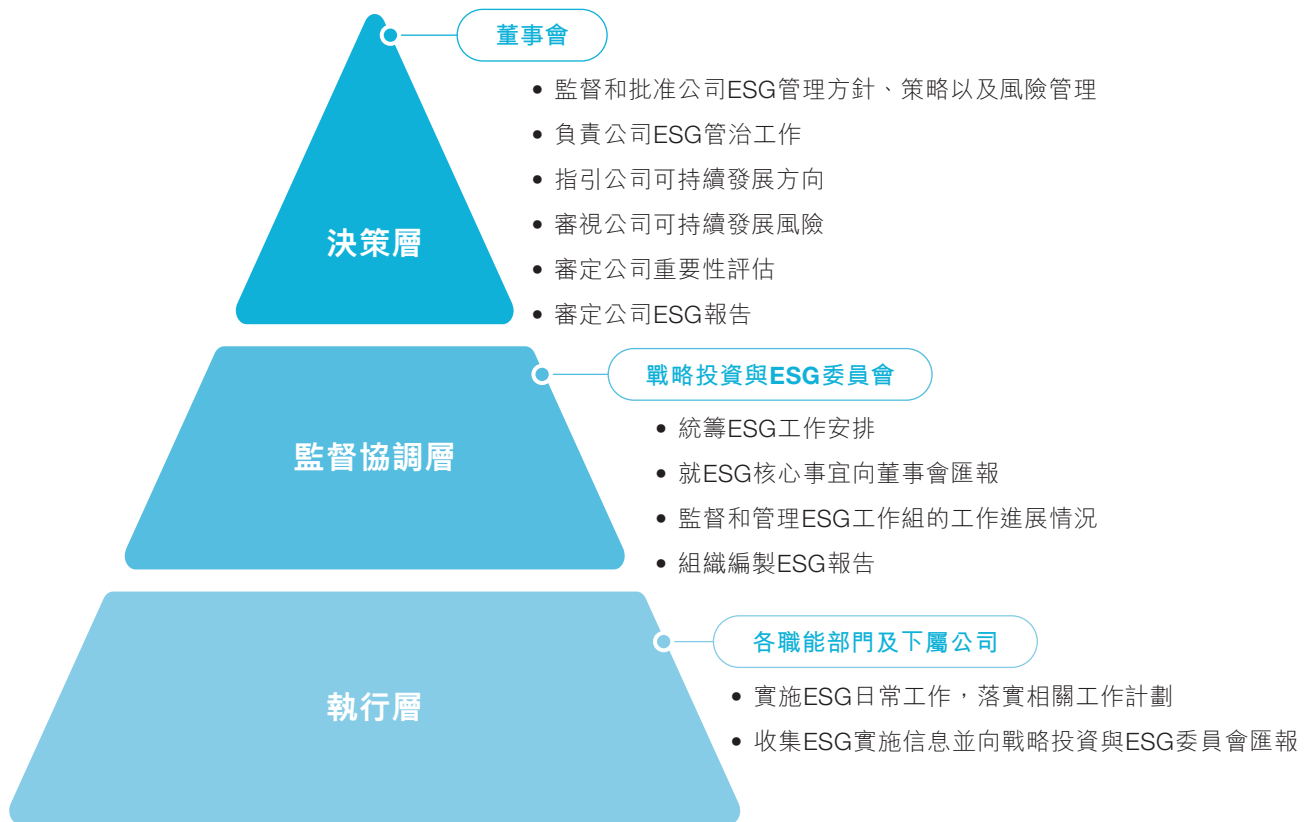 董事會
• 監督和批准公司ESG管理方針、策略以及風險管理
• 負責公司ESG管治工作
• 指引公司可持續發展方向
• 審視公司可持續發展風險
• 審定公司重要性評估
• 審定公司ESG報告
決策層
戰略投資與ESG委員會
• 統籌ESG工作安排
• 就ESG核心事宜向董事會匯報
• 監督和管理ESG工作組的工作進展情況
• 組織編製ESG報告
監督協調層
各職能部門及下屬公司
• 實施ESG日常工作，落實相關工作計劃
• 收集ESG實施信息並向戰略投資與ESG委員會匯報
執行層